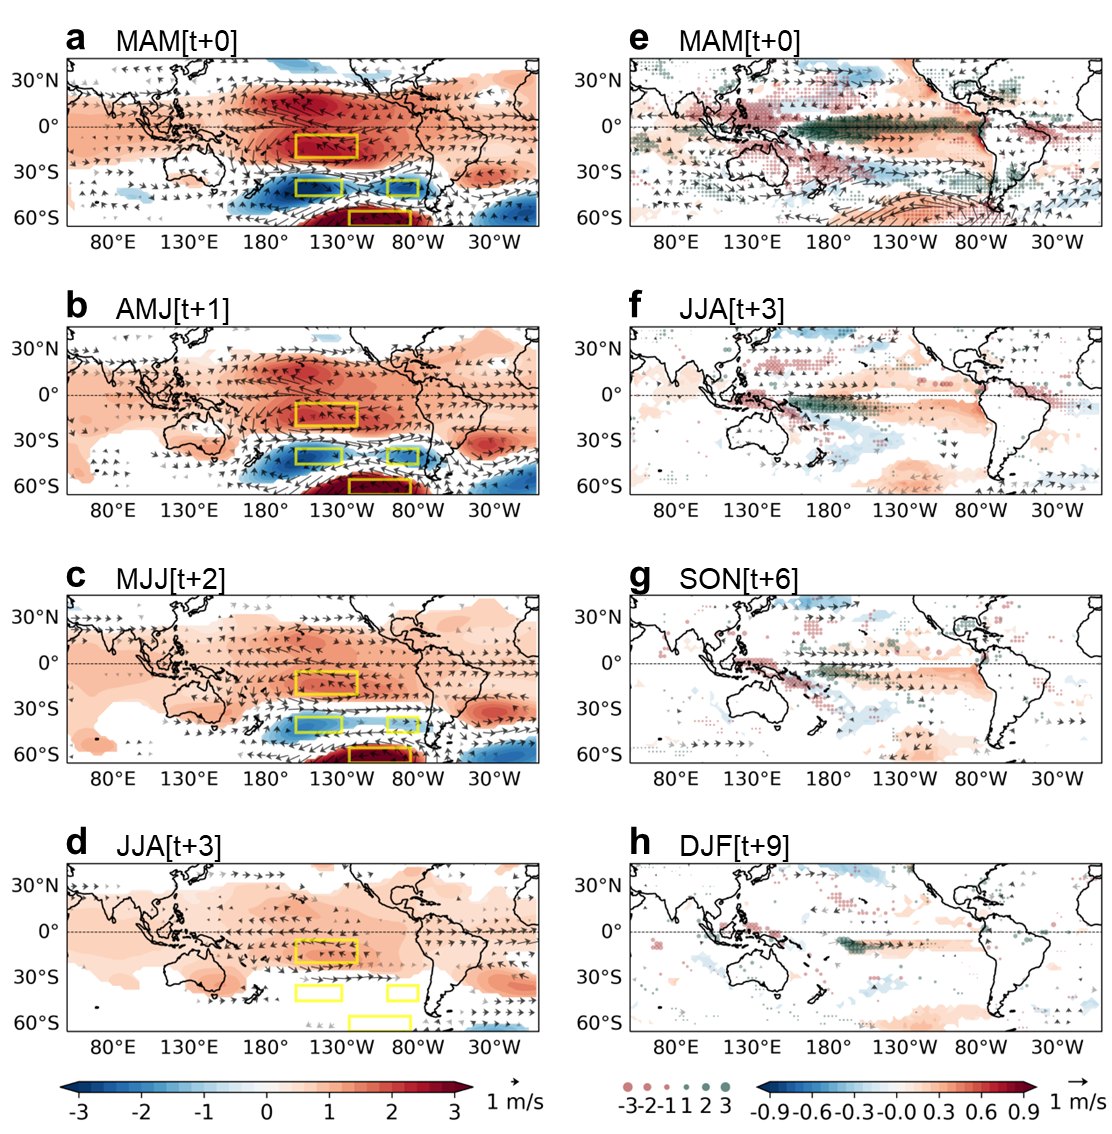 a MAM[t+0]
30°N
0°
30°S
60°S
80°E 130°E 180° 130°W 80°W 30°W
b AMJ[t+1]
30°N
0°
30°S
60°S
80°E 130°E 180° 130°W 80°W 30°W
c MJJ[t+2]
30°N
0°
30°S
60°S
80°E 130°E 180° 130°W 80°W 30°W
d JJA[t+3]
30°N
0°
30°S
60°S
80°E 130°E 180° 130°W 80°W 30°W
-3 -2 -1 0 1 2 3
1 m/s
e MAM[t+0]
30°N
0°
30°S
60°S
80°E 130°E 180° 130°W 80°W 30°W
f JJA[t+3]
30°N
0°
30°S
60°S
80°E 130°E 180° 130°W 80°W 30°W
g SON[t+6]
30°N
0°
30°S
60°S
80°E 130°E 180° 130°W 80°W 30°W
h DJF[t+9]
30°N
0°
30°S
60°S
80°E 130°E 180° 130°W 80°W 30°W
-3 -2 -1 1 2 3
-0.9 -0.6 -0.3 -0.0 0.3 0.6 0.9
1 m/s